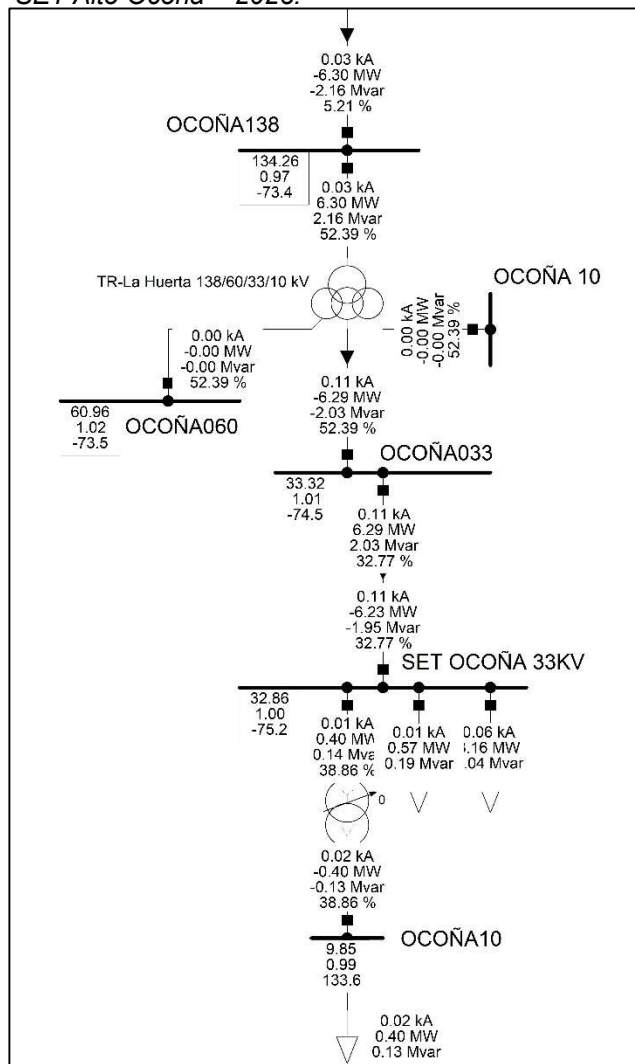 SET Alto Ocoña –
0.03 kA
-6.30 MW
-2.16 Mvar
5.21 %
OCOÑA138
134.26
0.97
-73.4
0.03 kA
6.30 MW
2.16 Mvar
52.39 %
TR-La Huerta 138/60/33/10 kV
OCOÑA 10
0.00 kA
-0.00 MW
-0.00 Mvar
52.39 %
0.00 kA
-0.00 MW
-0.00 Mvar
52.39 %
60.96
1.02
-73.5
OCOÑA060
0.11 kA
-6.29 MW
-2.03 Mvar
52.39 %
OCOÑA033
33.32
1.01
-74.5
0.11 kA
6.29 MW
2.03 Mvar
32.77 %
0.11 kA
-6.23 MW
-1.95 Mvar
32.77 %
SET OCOÑA 33KV
32.86
1.00
-75.2
0.01 kA
0.40 MW
0.14 Mva
38.86 %
0.01 kA
0.57 MW
0.19 Mvar
0.06 kA
MW
.04 Mvar
0
0.02 kA
-0.40 MW
-0.13 Mvar
38.86 %
OCOÑA10
9.85
0.99
133.6
0.02 kA
0.40 MW
0.13 Mvar